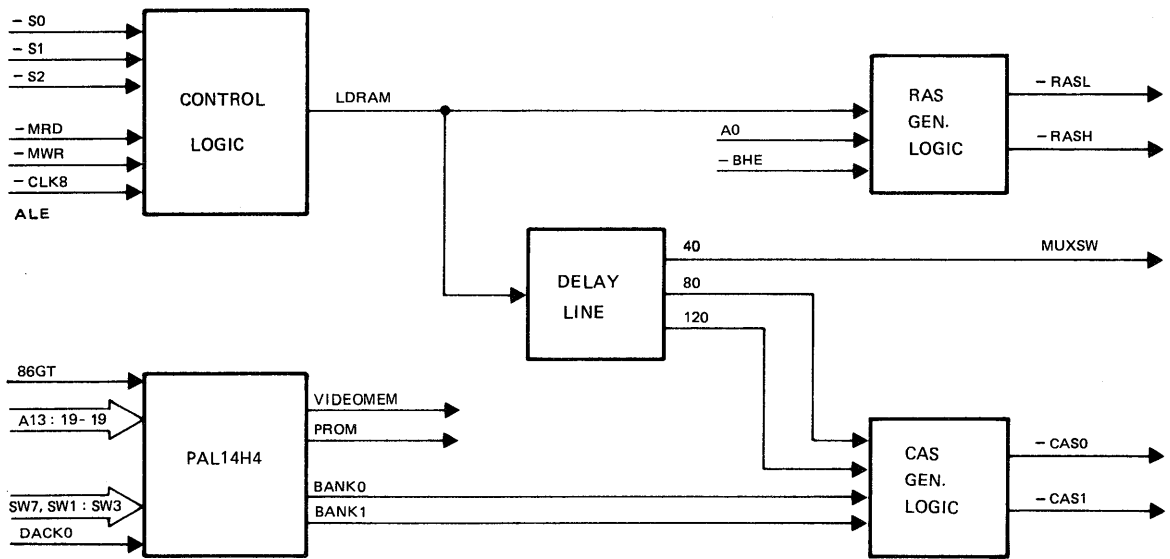 – S0
– S1
– S2
– MRD
– MWR
– CLK8
ALE
CONTROL
LOGIC
LDRAM
A0
– BHE
RAS
GEN.
LOGIC
– RASL
– RASH
DELAY
LINE
40
80
120
MUXSW
86GT
A13 : 19- 19
SW7, SW1 : SW3
DACK0
PAL14H4
VIDEOMEM
PROM
BANK0
BANK1
CAS
GEN.
LOGIC
– CAS0
– CAS1